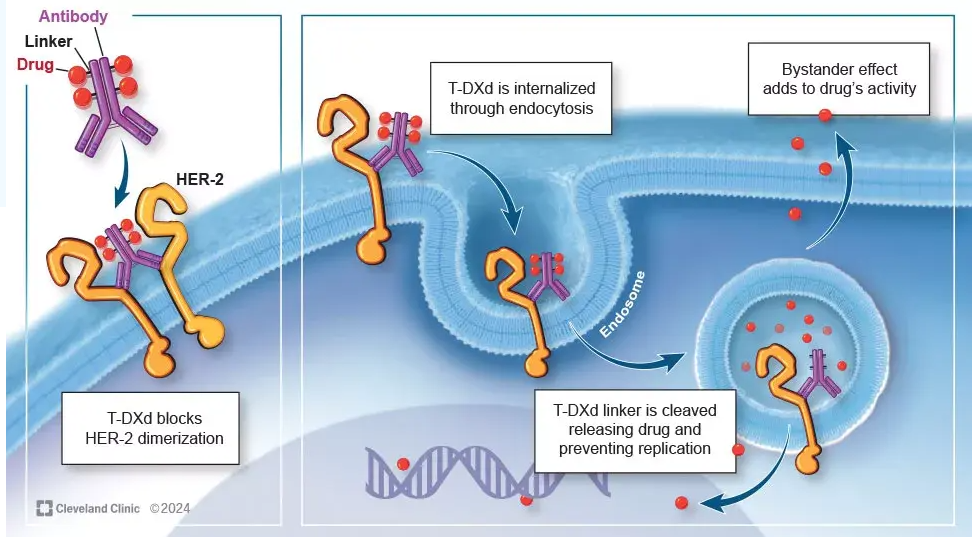 Antibody
Linker
Drug
HER-2
T-DXd blocks
HER-2 dimerization
Cleveland Clinic ©2024
T-DXd is internalized
through endocytosis
Endosome
T-DXd linker is cleaved
releasing drug and
preventing replication
Bystander effect
adds to drug's activity